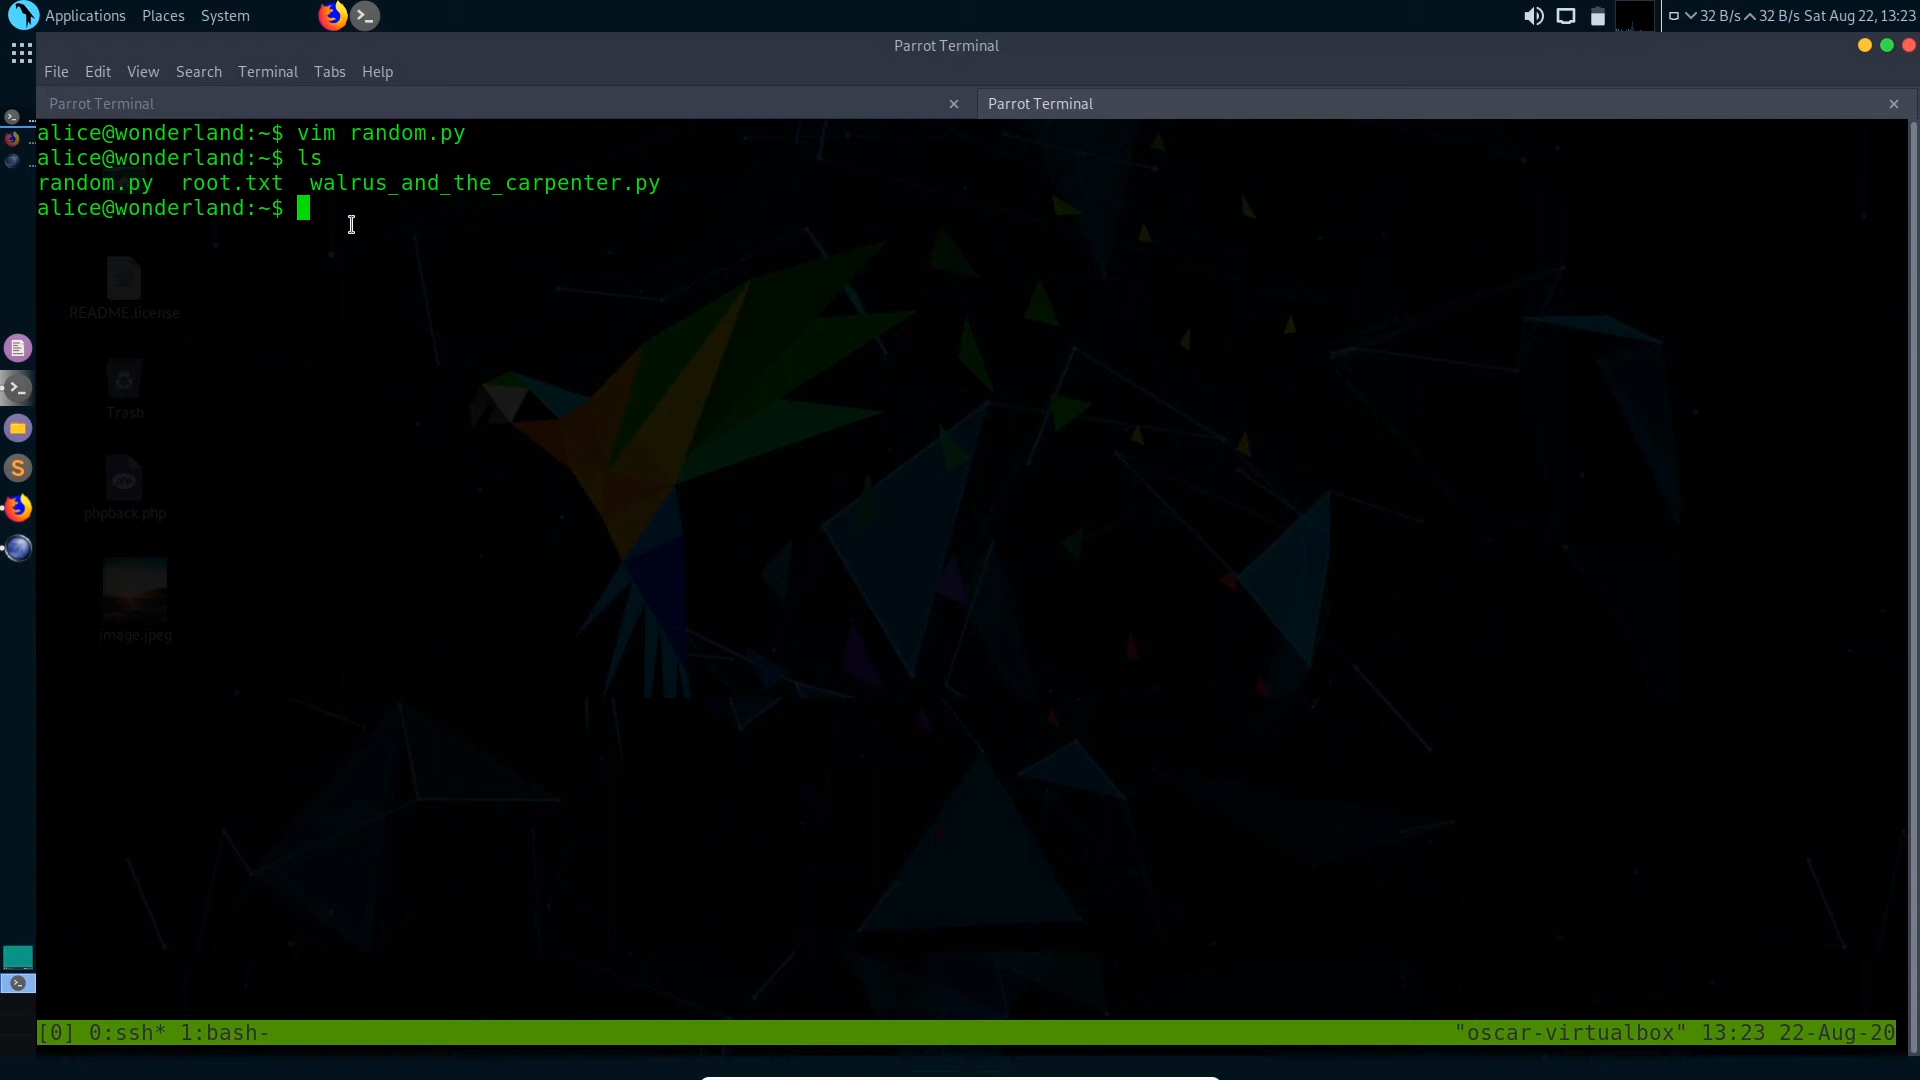 Applications Places System
32 B/s 32 B/s Sat Aug 22, 13:23
Parrot Terminal
File Edit View Search Terminal Tabs Help
Parrot Terminal
Parrot Terminal
alice@wonderland:~$ vim random.py
alice@wonderland:~$ ls
random.py root.txt walrus_and_the_carpenter.py
alice@wonderland:~$
README.license
Trash
php
phpback.php
image.jpeg
[0] 0:ssh* 1:bash-
"oscar-virtualbox" 13:23 22-Aug-20